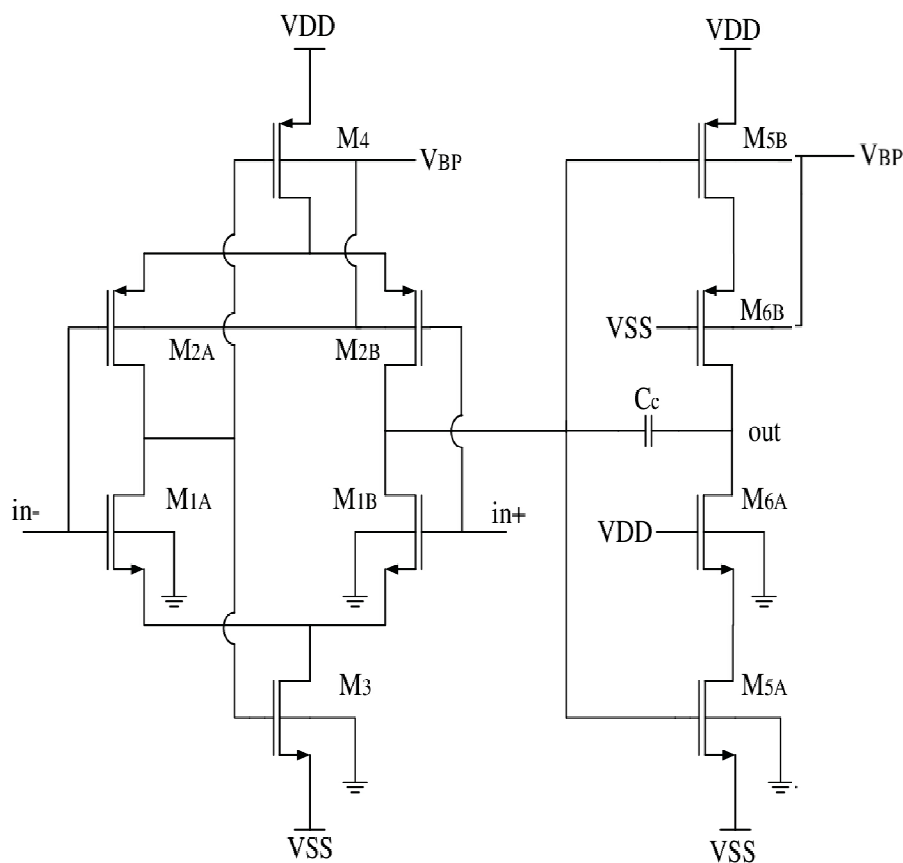 VDD
VDD
M4
VBP
M5B
VBP
M2A
M2B
VSS
M6B
Cc
out
in-
M1A
M1B
in+
VDD
M6A
M3
M5A
VSS
VSS